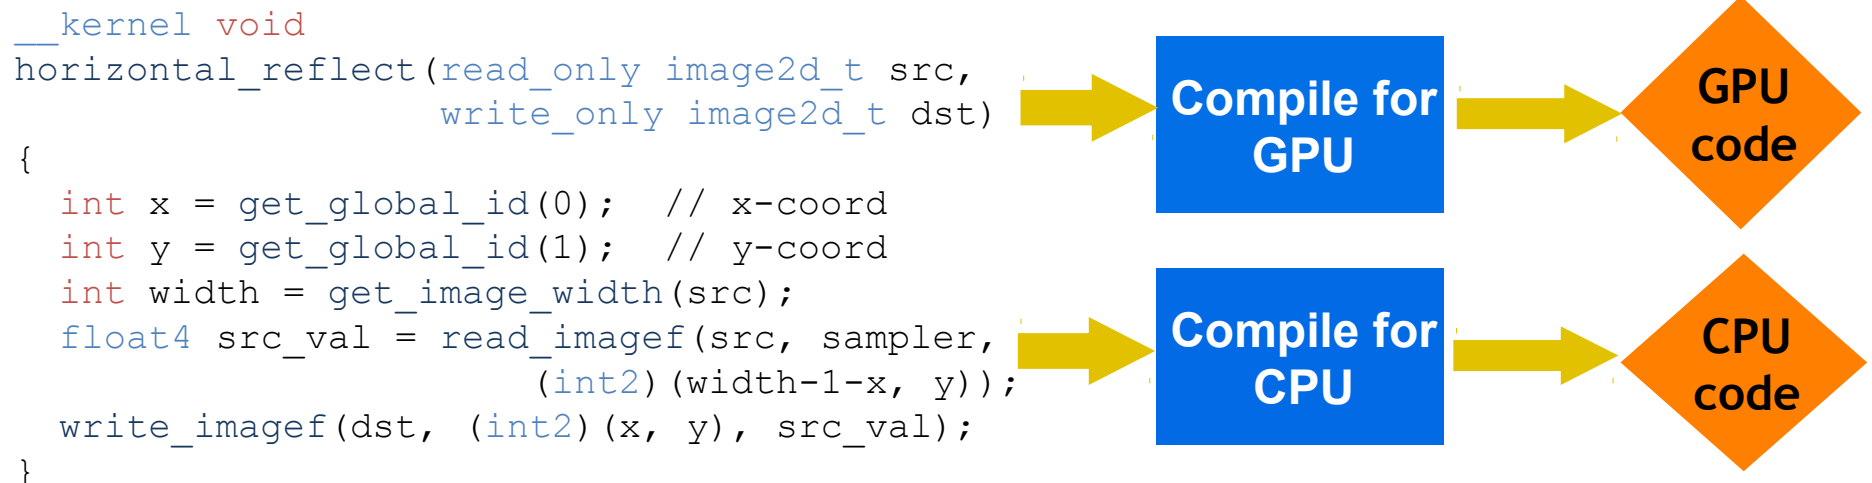 __kernel void
horizontal_reflect(read_only image2d_t src,
                   write_only image2d_t dst)
{
  int x = get_global_id(0);  // x-coord
  int y = get_global_id(1);  // y-coord
  int width = get_image_width(src);
  float4 src_val = read_imagef(src, sampler,
                       (int2)(width-1-x, y));
  write_imagef(dst, (int2)(x, y), src_val);
}
Compile for
GPU
GPU
code
Compile for
CPU
CPU
code